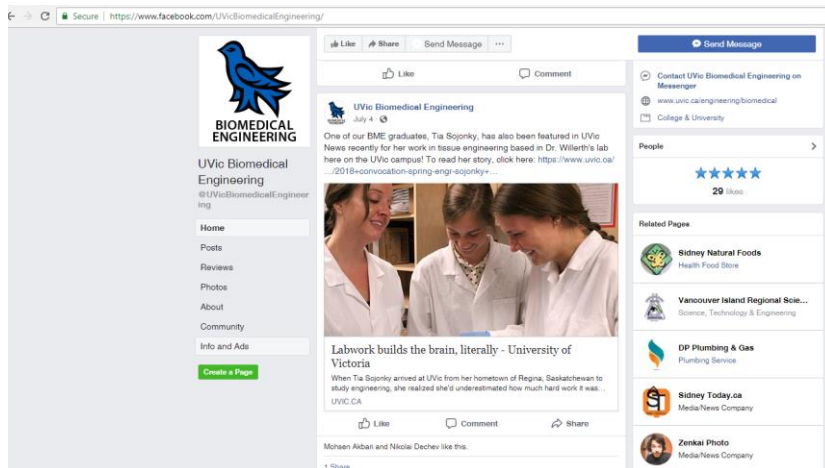 Secure | https://www.facebook.com/UVicBiomedicalEngineering/
BIOMEDICAL
ENGINEERING
UVic Biomedical
Engineering
@UVicBiomedicalEngineer
ing
Home
Posts
Reviews
Photos
About
Community
Info and Ads
Create a Page
Like Share Send Message ...
Like Comment
UVic Biomedical Engineering
July 4 ·
One of our BME graduates, Tia Sojonky, has also been featured in UVic
News recently for her work in tissue engineering based in Dr. Willerth's lab
here on the UVic campus! To read her story, click here: https://www.uvic.ca/
.../2018+convocation-spring-engr-sojonky+...
Labwork builds the brain, literally - University of
Victoria
When Tia Sojonky arrived at UVic from her hometown of Regina, Saskatchewan to
study engineering, she realized she'd underestimated how much hard work it was...
UVIC.CA
Like Comment Share
Mohsen Akbari and Nikolai Dechev like this.
1 Share
Send Message
Contact UVic Biomedical Engineering on
Messenger
www.uvic.ca/engineering/biomedical
College & University
People
29 likes
Related Pages
Sidney Natural Foods
Health Food Store
Vancouver Island Regional Scie...
Science, Technology & Engineering
DP Plumbing & Gas
Plumbing Service
Sidney Today.ca
Media/News Company
Zenkai Photo
Media/News Company